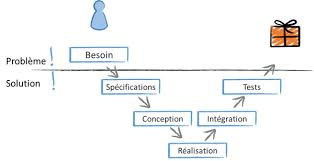 Besoin
Problème
Solution
Spécifications
Tests
Conception
Intégration
Réalisation